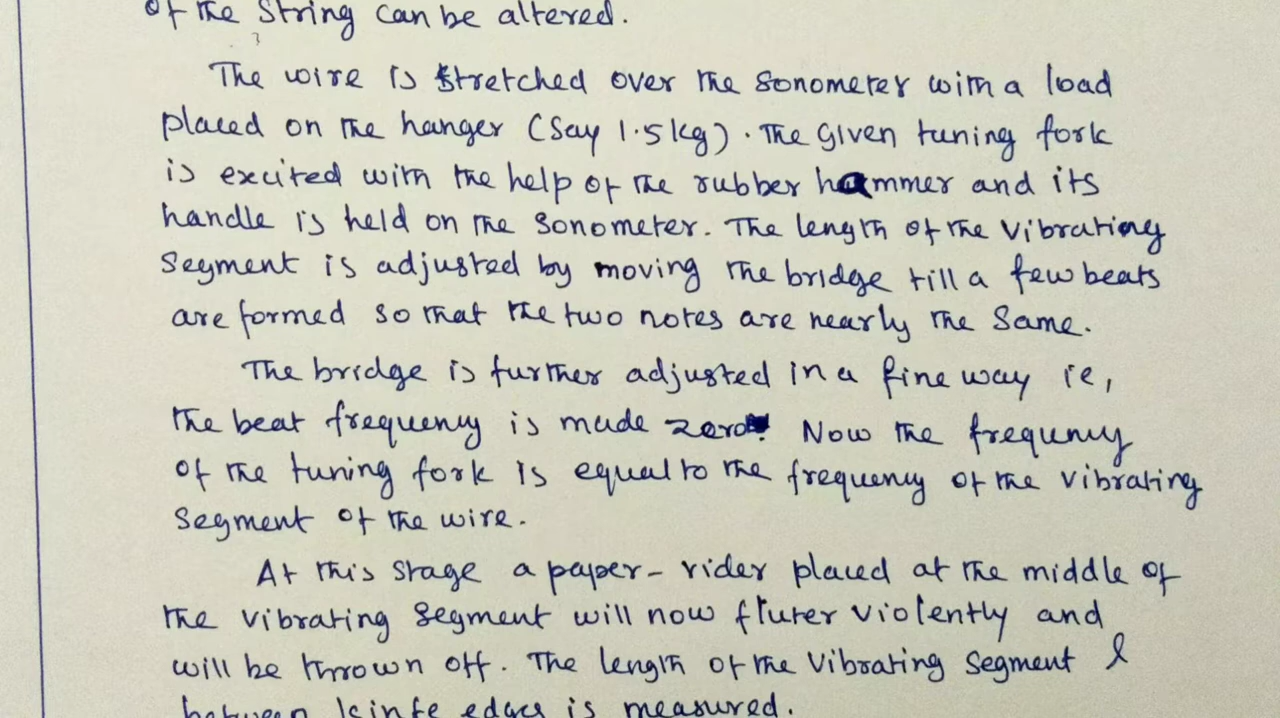 of the string can be altered.
The wire is stretched over the sonometer with a load
placed on the hanger (say 1.5kg). The given tuning fork
is excited with the help of the rubber hammer and its
handle is held on the sonometer. The length of the vibrating
segment is adjusted by moving the bridge till a few beats
are formed so that the two notes are nearly the same.
The bridge is further adjusted in a fine way ie,
the beat frequency is made zero. Now the frequncy
of the tuning fork is equal to the frequency of the vibrating
segment of the wire.
At this stage a paper-rider placed at the middle of
the vibrating segment will now fluter violently and
will be thrown off. The length of the vibrating segment l
between kinfe edges is measured.